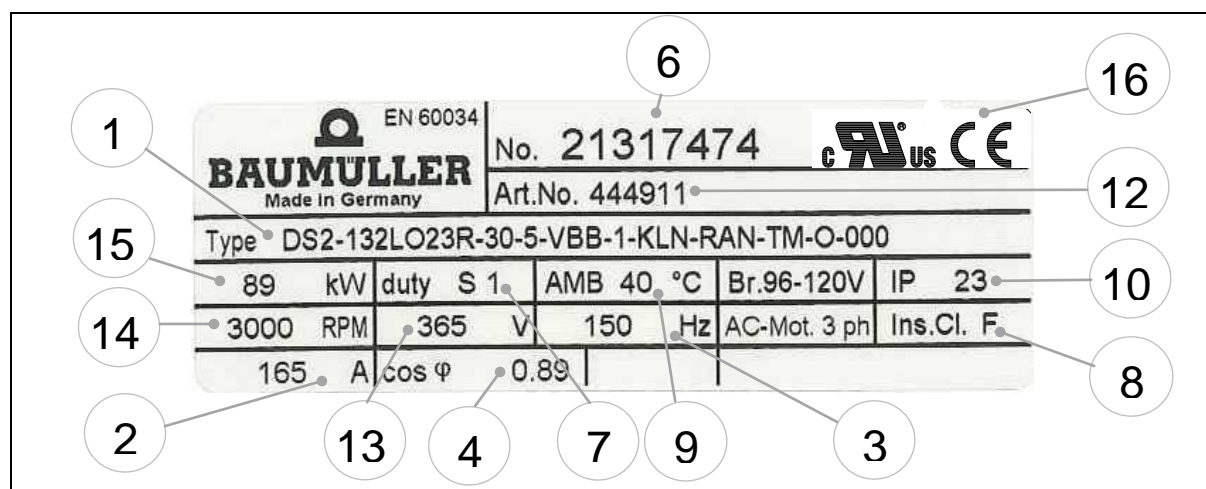 6
16
1
EN 60034
No. 21317474
c RU us CE
BAUMÜLLER
Made in Germany
Art.No. 444911
12
Type DS2-132LO23R-30-5-VBB-1-KLN-RAN-TM-O-000
15
89 kW duty S 1 AMB 40 °C Br.96-120V IP 23
10
14
3000 RPM 365 V 150 Hz AC-Mot. 3 ph Ins.Cl. F
165 A cos φ 0.89
8
2
13
4
7
9
3